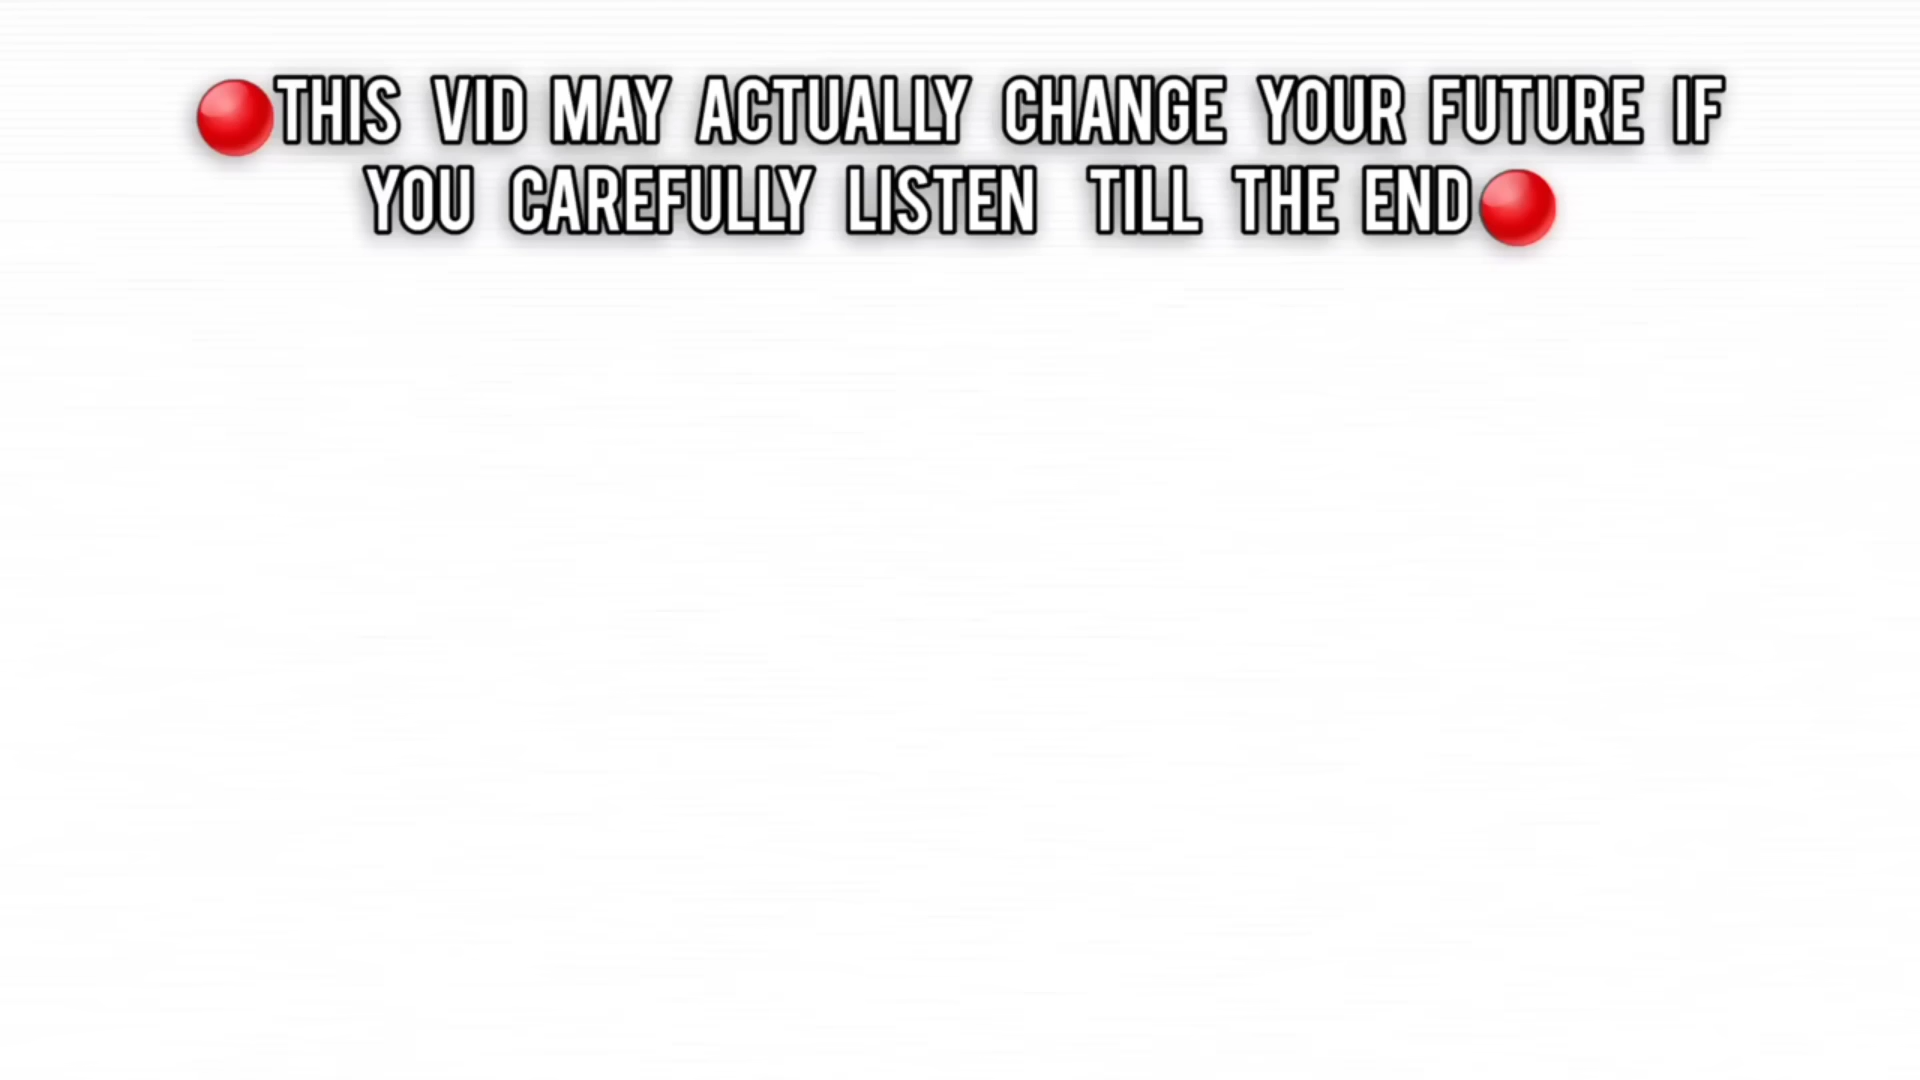 🔴THIS VID MAY ACTUALLY CHANGE YOUR FUTURE IF
YOU CAREFULLY LISTEN TILL THE END🔴